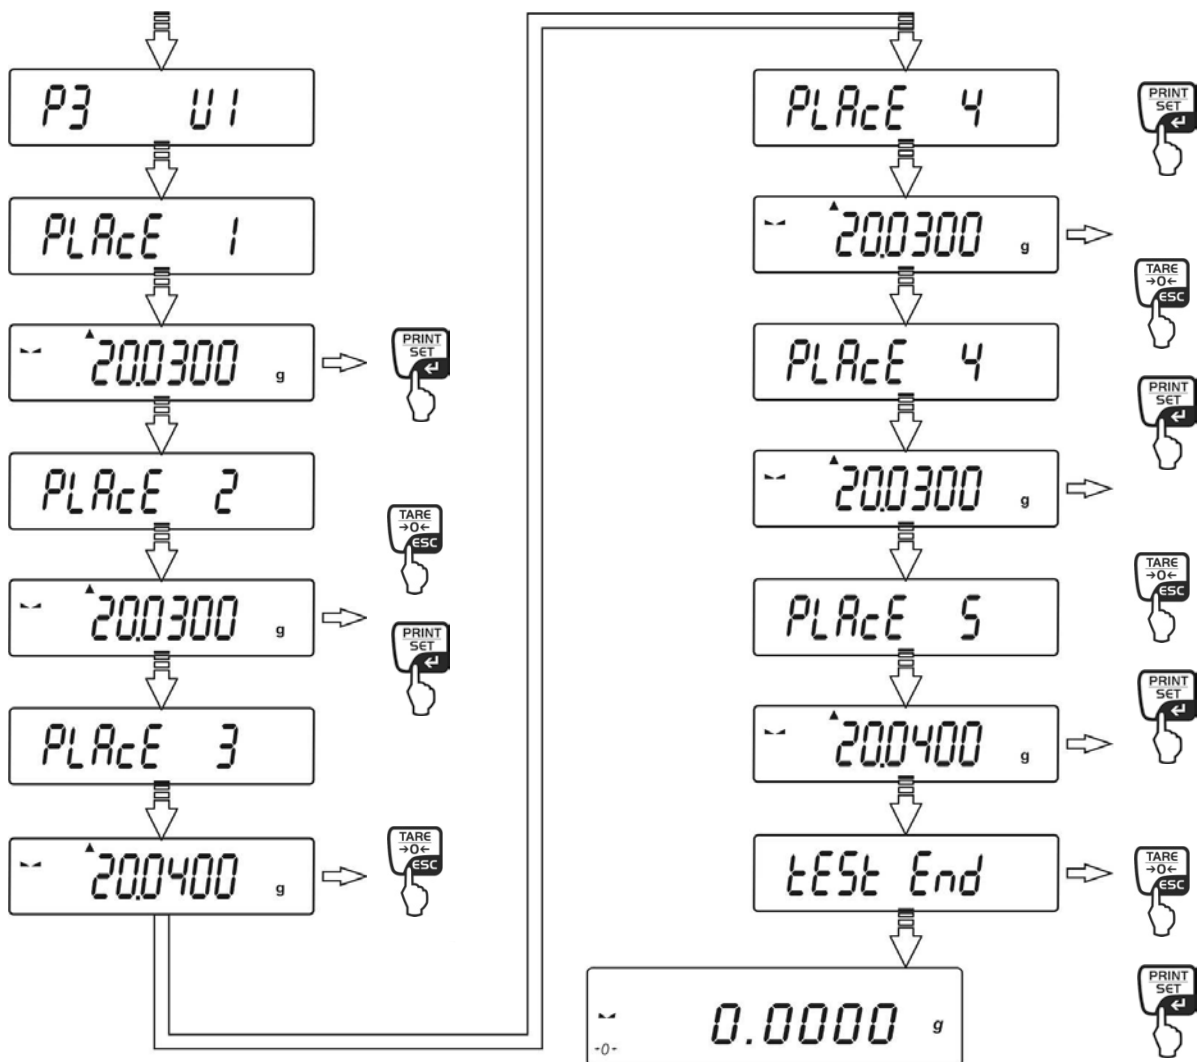 P3 U1
PLAcE 1
20.0300 g
PRINT
SET
PLAcE 2
TARE
→0←
ESC
20.0300 g
PRINT
SET
PLAcE 3
20.0400 g
TARE
→0←
ESC
PLAcE 4
PRINT
SET
20.0300 g
TARE
→0←
ESC
PLAcE 4
PRINT
SET
20.0300 g
PLAcE 5
TARE
→0←
ESC
20.0400 g
PRINT
SET
tESt End
TARE
→0←
ESC
0.0000 g
-0-
PRINT
SET